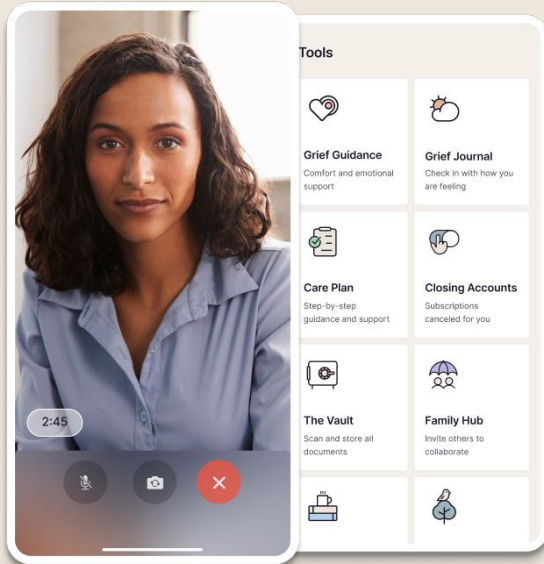 2:45
Tools
Grief Guidance
Comfort and emotional
support
Grief Journal
Check in with how you
are feeling
Care Plan
Step-by-step
guidance and support
Closing Accounts
Subscriptions
canceled for you
The Vault
Scan and store all
documents
Family Hub
Invite others to
collaborate